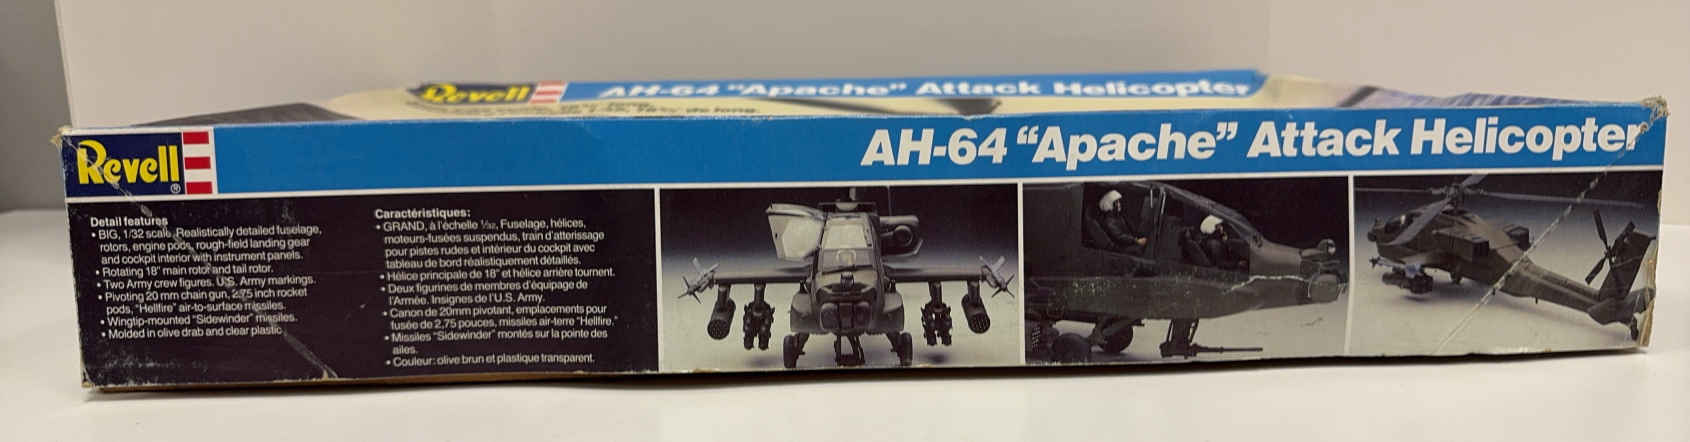 Revell
AH-64 "Apache" Attack Helicopter
Revell®
AH-64 “Apache” Attack Helicopter
Detail features
• BIG, 1/32 scale. Realistically detailed fuselage,
rotors, engine pods, rough-field landing gear
and cockpit interior with instrument panels.
• Rotating 18" main rotor and tail rotor.
• Two Army crew figures. U.S. Army markings.
• Pivoting 20 mm chain gun, 2.75 inch rocket
pods, "Hellfire" air-to-surface missiles.
• Wingtip-mounted "Sidewinder" missiles.
• Molded in olive drab and clear plastic
Caractéristiques:
• GRAND, à l'échelle 1/32, Fuselage, hélices,
moteurs-fusées suspendus, train d'atterissage
pour pistes rudes et intérieur du cockpit avec
tableau de bord réalistiquement détaillés.
• Hélice principale de 18" et hélice arrière tournent.
• Deux figurines de membres d'équipage de
l'Armée. Insignes de l'U.S. Army.
• Canon de 20mm pivotant, emplacements pour
fusée de 2,75 pouces, missiles air-terre "Hellfire."
• Missiles "Sidewinder" montés sur la pointe des
ailes.
• Couleur: olive brun et plastique transparent.